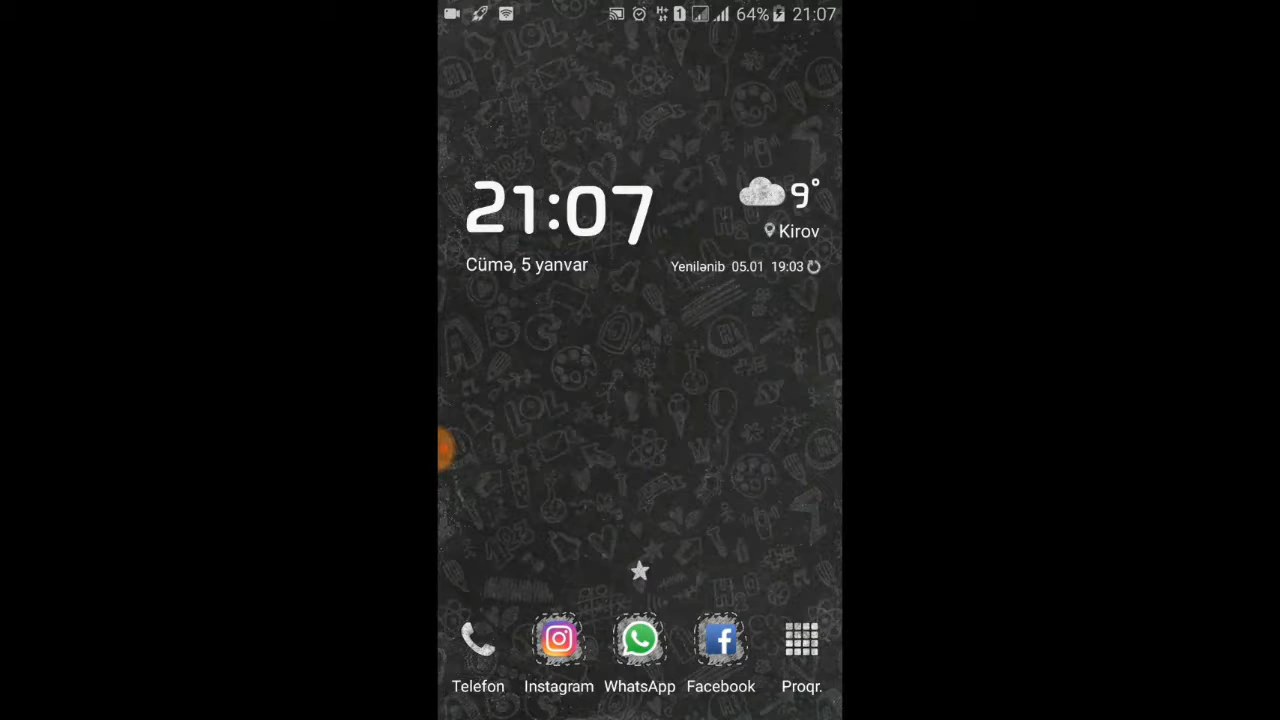 64% 21:07
21:07
9°
Kirov
Cümə, 5 yanvar
Yenilənib 05.01 19:03
Telefon Instagram WhatsApp Facebook Proqr.